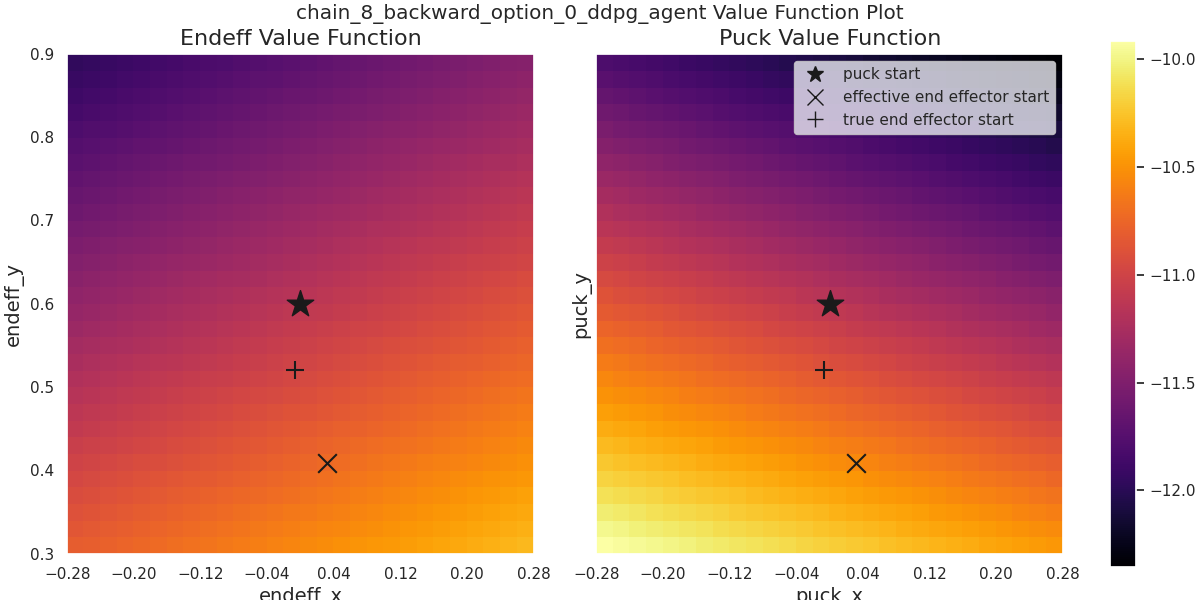 chain_8_backward_option_0_ddpg_agent Value Function Plot
Endeff Value Function
Puck Value Function
puck start
effective end effector start
true end effector start
endeff_y
0.9
0.8
0.7
0.6
0.5
0.4
0.3
−0.28 −0.20 −0.12 −0.04 0.04 0.12 0.20 0.28
endeff_x
puck_y
−0.28 −0.20 −0.12 −0.04 0.04 0.12 0.20 0.28
puck_x
−10.0
−10.5
−11.0
−11.5
−12.0